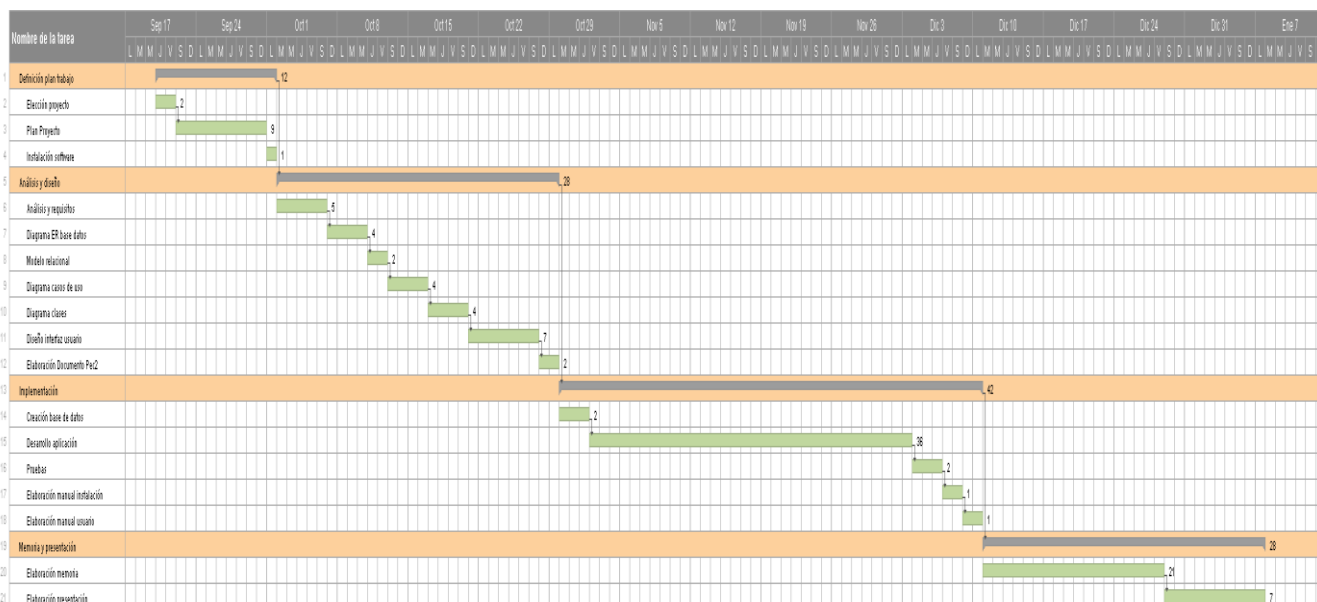 Nombre de la tarea
Sep 17 Sep 24 Oct 1 Oct 8 Oct 15 Oct 22 Oct 29 Nov 5 Nov 12 Nov 19 Nov 26 Dic 3 Dic 10 Dic 17 Dic 24 Dic 31 Ene 7
L M M J V S D L M M J V S D L M M J V S D L M M J V S D L M M J V S D L M M J V S D L M M J V S D L M M J V S D L M M J V S D L M M J V S D L M M J V S D L M M J V S D L M M J V S D L M M J V S D L M M J V S D L M M J V S D L M M J V S
1 Definición plan trabajo 12
2 Elección proyecto 2
3 Plan Proyecto 9
4 Instalación software 1
5 Análisis y diseño 28
6 Análisis y requisitos 5
7 Diagrama ER base datos 4
8 Modelo relacional 2
9 Diagrama casos de uso 4
10 Diagrama clases 4
11 Diseño interfaz usuario 7
12 Elaboración Documento Pec2 2
13 Implementación 42
14 Creación base de datos 2
15 Desarrollo aplicación 36
16 Pruebas 2
17 Elaboración manual instalación 1
18 Elaboración manual usuario 1
19 Memoria y presentación 28
20 Elaboración memoria 21
21 Elaboración presentación 7